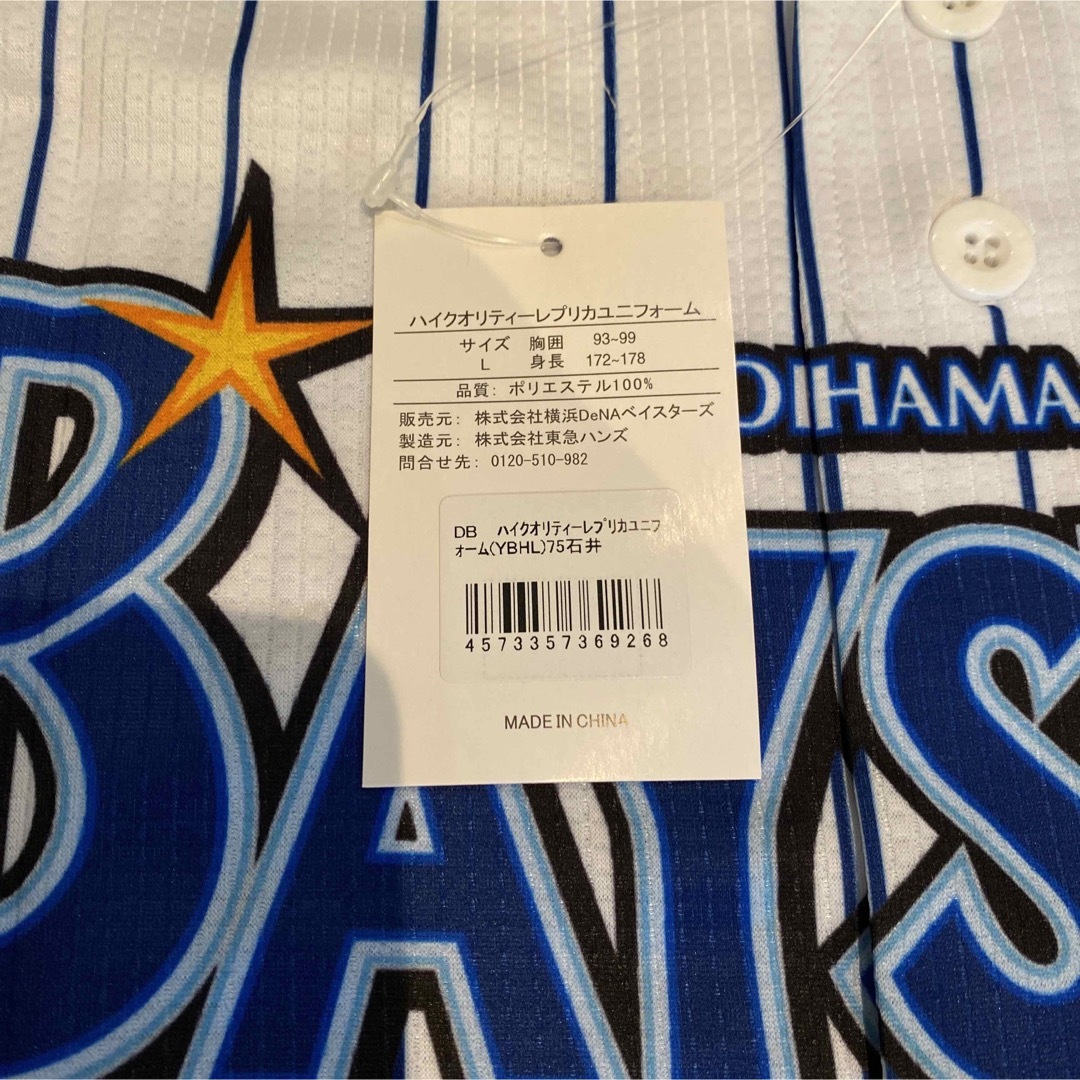 ハイクオリティーレプリカユニフォーム
サイズ 胸囲 93~99
L 身長 172~178
品質: ポリエステル100%
販売元: 株式会社横浜DeNAベイスターズ
製造元: 株式会社東急ハンズ
問合せ先: 0120-510-982
OHAMA
DB ﾊｲｸｵﾘﾃｨｰﾚﾌﾟﾘｶﾕﾆﾌ
ｫｰﾑ(YBHL)75石井
4573357369268
MADE IN CHINA
BAYS